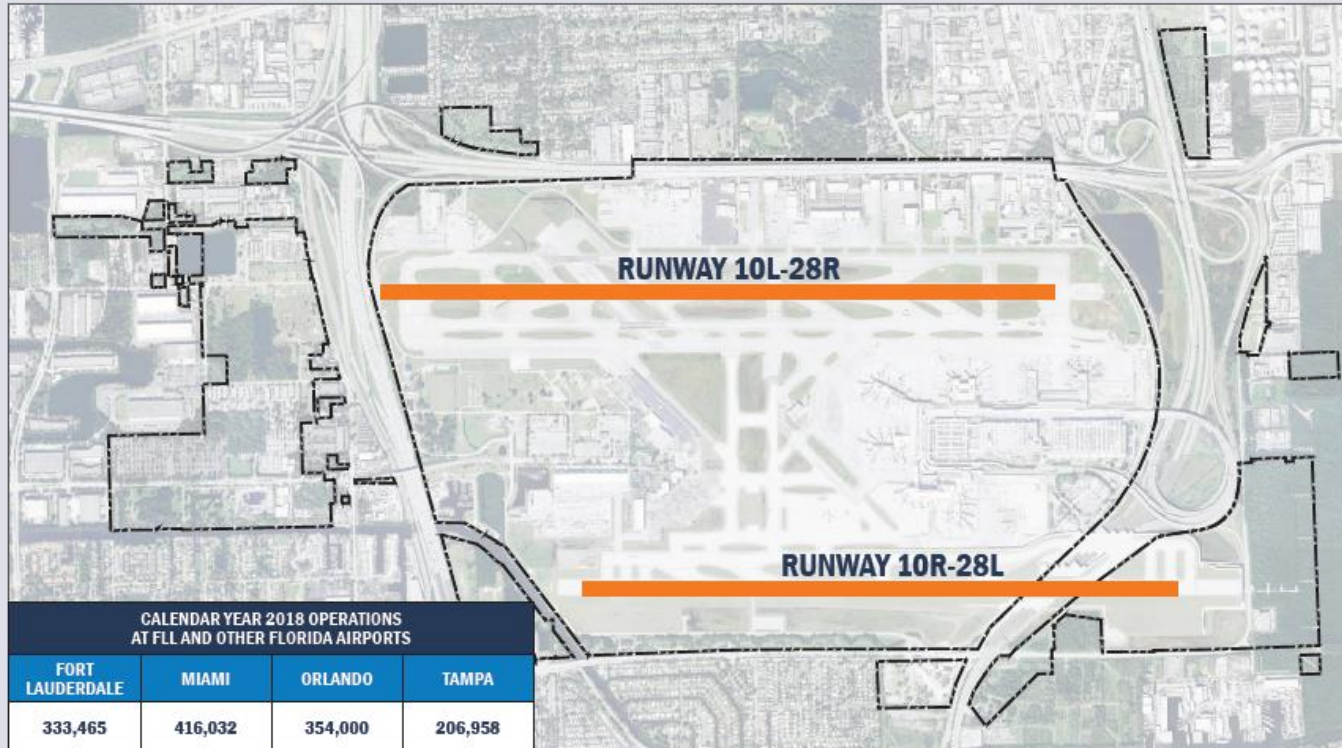 RUNWAY 10L-28R
RUNWAY 10R-28L
CALENDAR YEAR 2018 OPERATIONS
AT FLL AND OTHER FLORIDA AIRPORTS
FORT
LAUDERDALE
MIAMI
ORLANDO
TAMPA
333,465
416,032
354,000
206,958